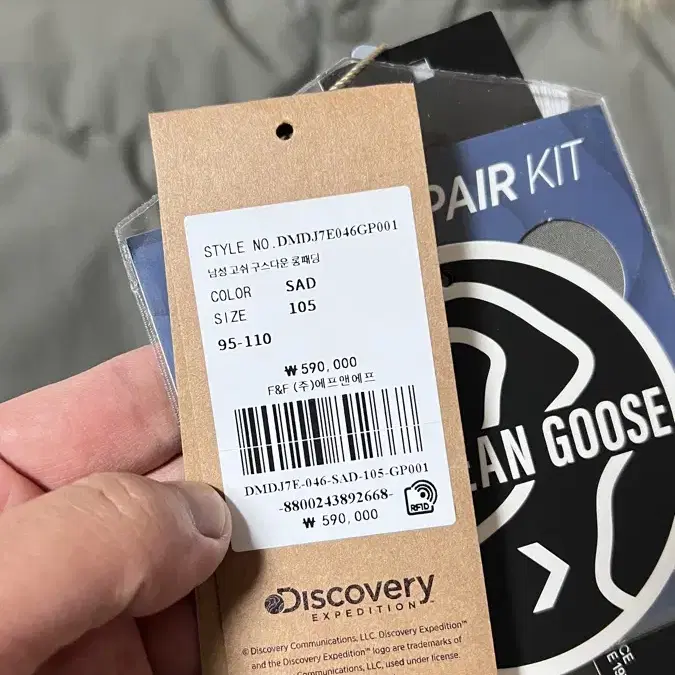 STYLE NO.DMDJ7E046GP001
남성 고쉬 구스다운 롱패딩
COLOR SAD
SIZE 105
95-110
₩ 590,000
F&F (주)에프앤에프
DMDJ7E-046-SAD-105-GP001
-8800243892668-
₩ 590,000
RFID
Discovery
EXPEDITION™
© Discovery Communications, LLC. Discovery Expedition™
and the Discovery Expedition™ logo are trademarks of
Communications, LLC, used under license.
PAIR KIT
EAN GOOSE
CE
E19